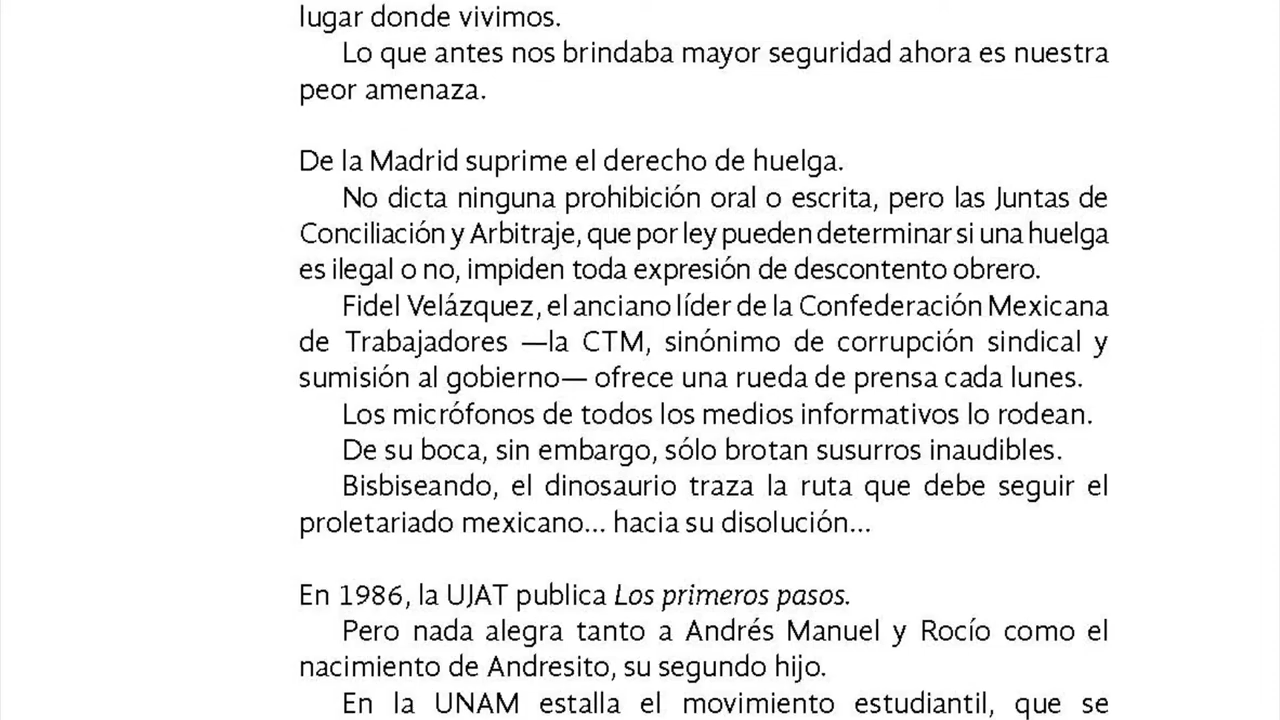 lugar donde vivimos.
Lo que antes nos brindaba mayor seguridad ahora es nuestra
peor amenaza.
De la Madrid suprime el derecho de huelga.
No dicta ninguna prohibición oral o escrita, pero las Juntas de
Conciliación y Arbitraje, que por ley pueden determinar si una huelga
es ilegal o no, impiden toda expresión de descontento obrero.
Fidel Velázquez, el anciano líder de la Confederación Mexicana
de Trabajadores —la CTM, sinónimo de corrupción sindical y
sumisión al gobierno— ofrece una rueda de prensa cada lunes.
Los micrófonos de todos los medios informativos lo rodean.
De su boca, sin embargo, sólo brotan susurros inaudibles.
Bisbiseando, el dinosaurio traza la ruta que debe seguir el
proletariado mexicano... hacia su disolución...
En 1986, la UJAT publica Los primeros pasos.
Pero nada alegra tanto a Andrés Manuel y Rocío como el
nacimiento de Andresito, su segundo hijo.
En la UNAM estalla el movimiento estudiantil, que se